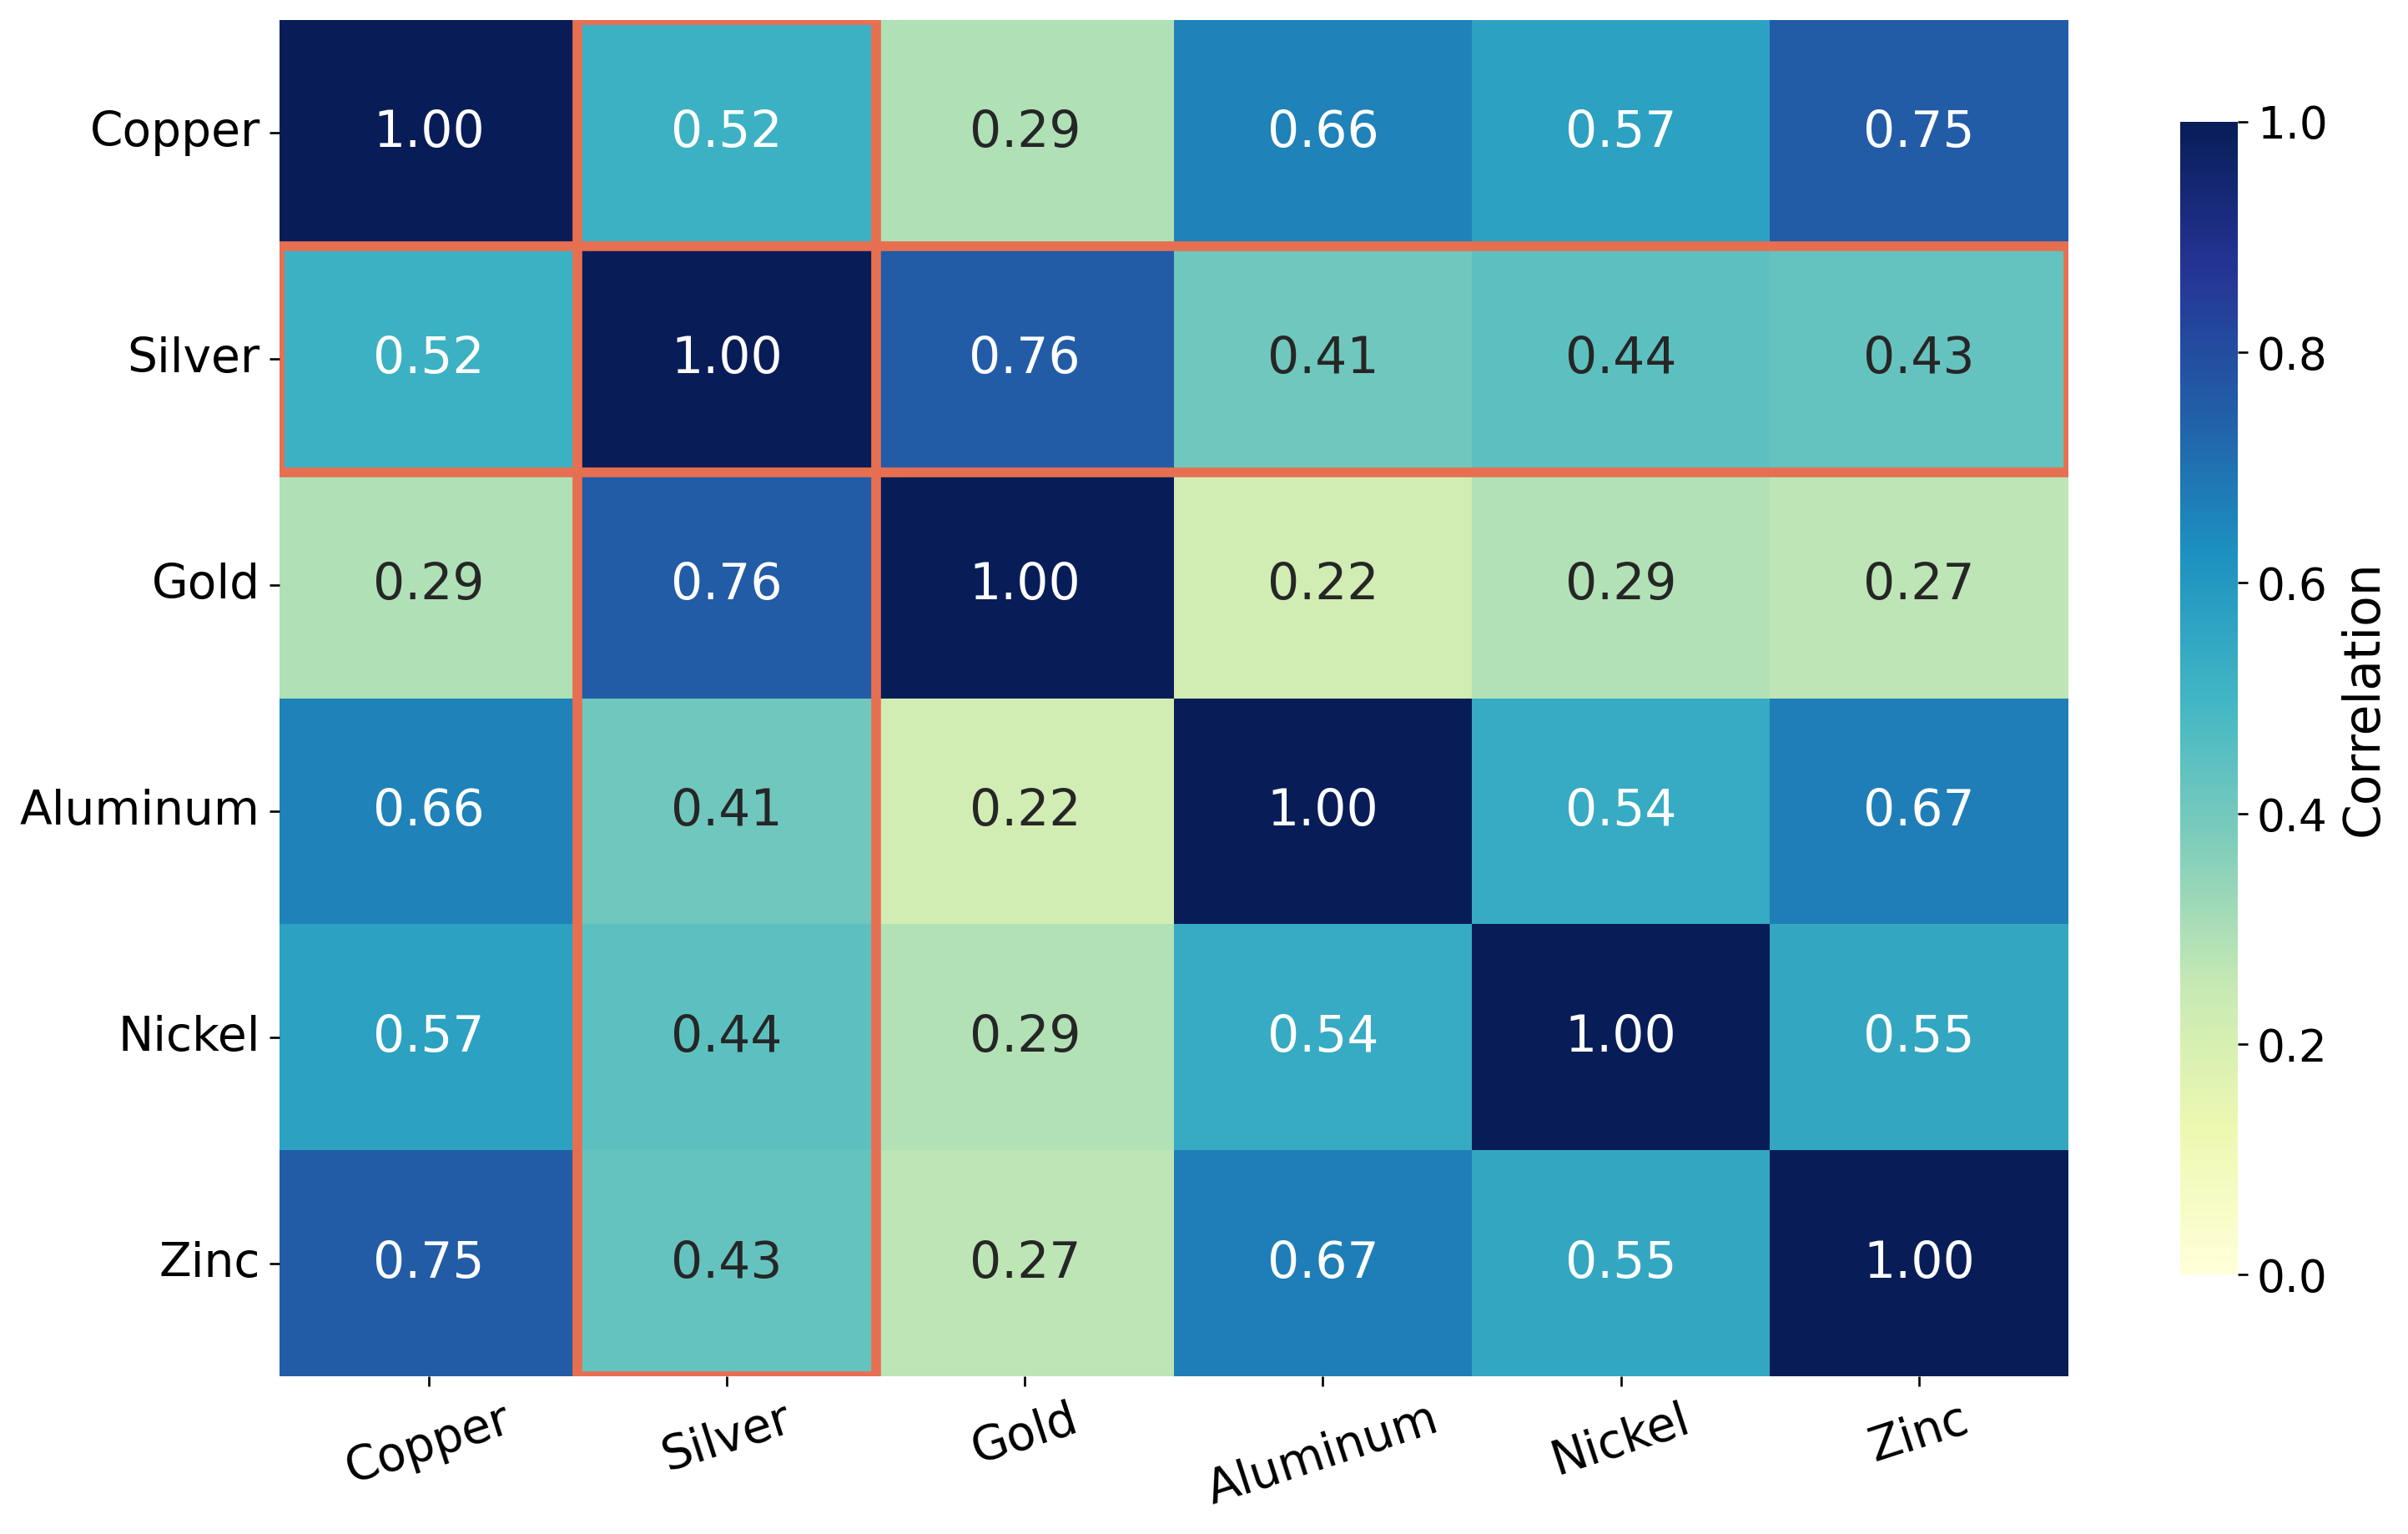 Copper 1.00 0.52 0.29 0.66 0.57 0.75
Silver 0.52 1.00 0.76 0.41 0.44 0.43
Gold 0.29 0.76 1.00 0.22 0.29 0.27
Aluminum 0.66 0.41 0.22 1.00 0.54 0.67
Nickel 0.57 0.44 0.29 0.54 1.00 0.55
Zinc 0.75 0.43 0.27 0.67 0.55 1.00
Copper Silver Gold Aluminum Nickel Zinc
1.0
0.8
0.6
0.4
0.2
0.0
Correlation